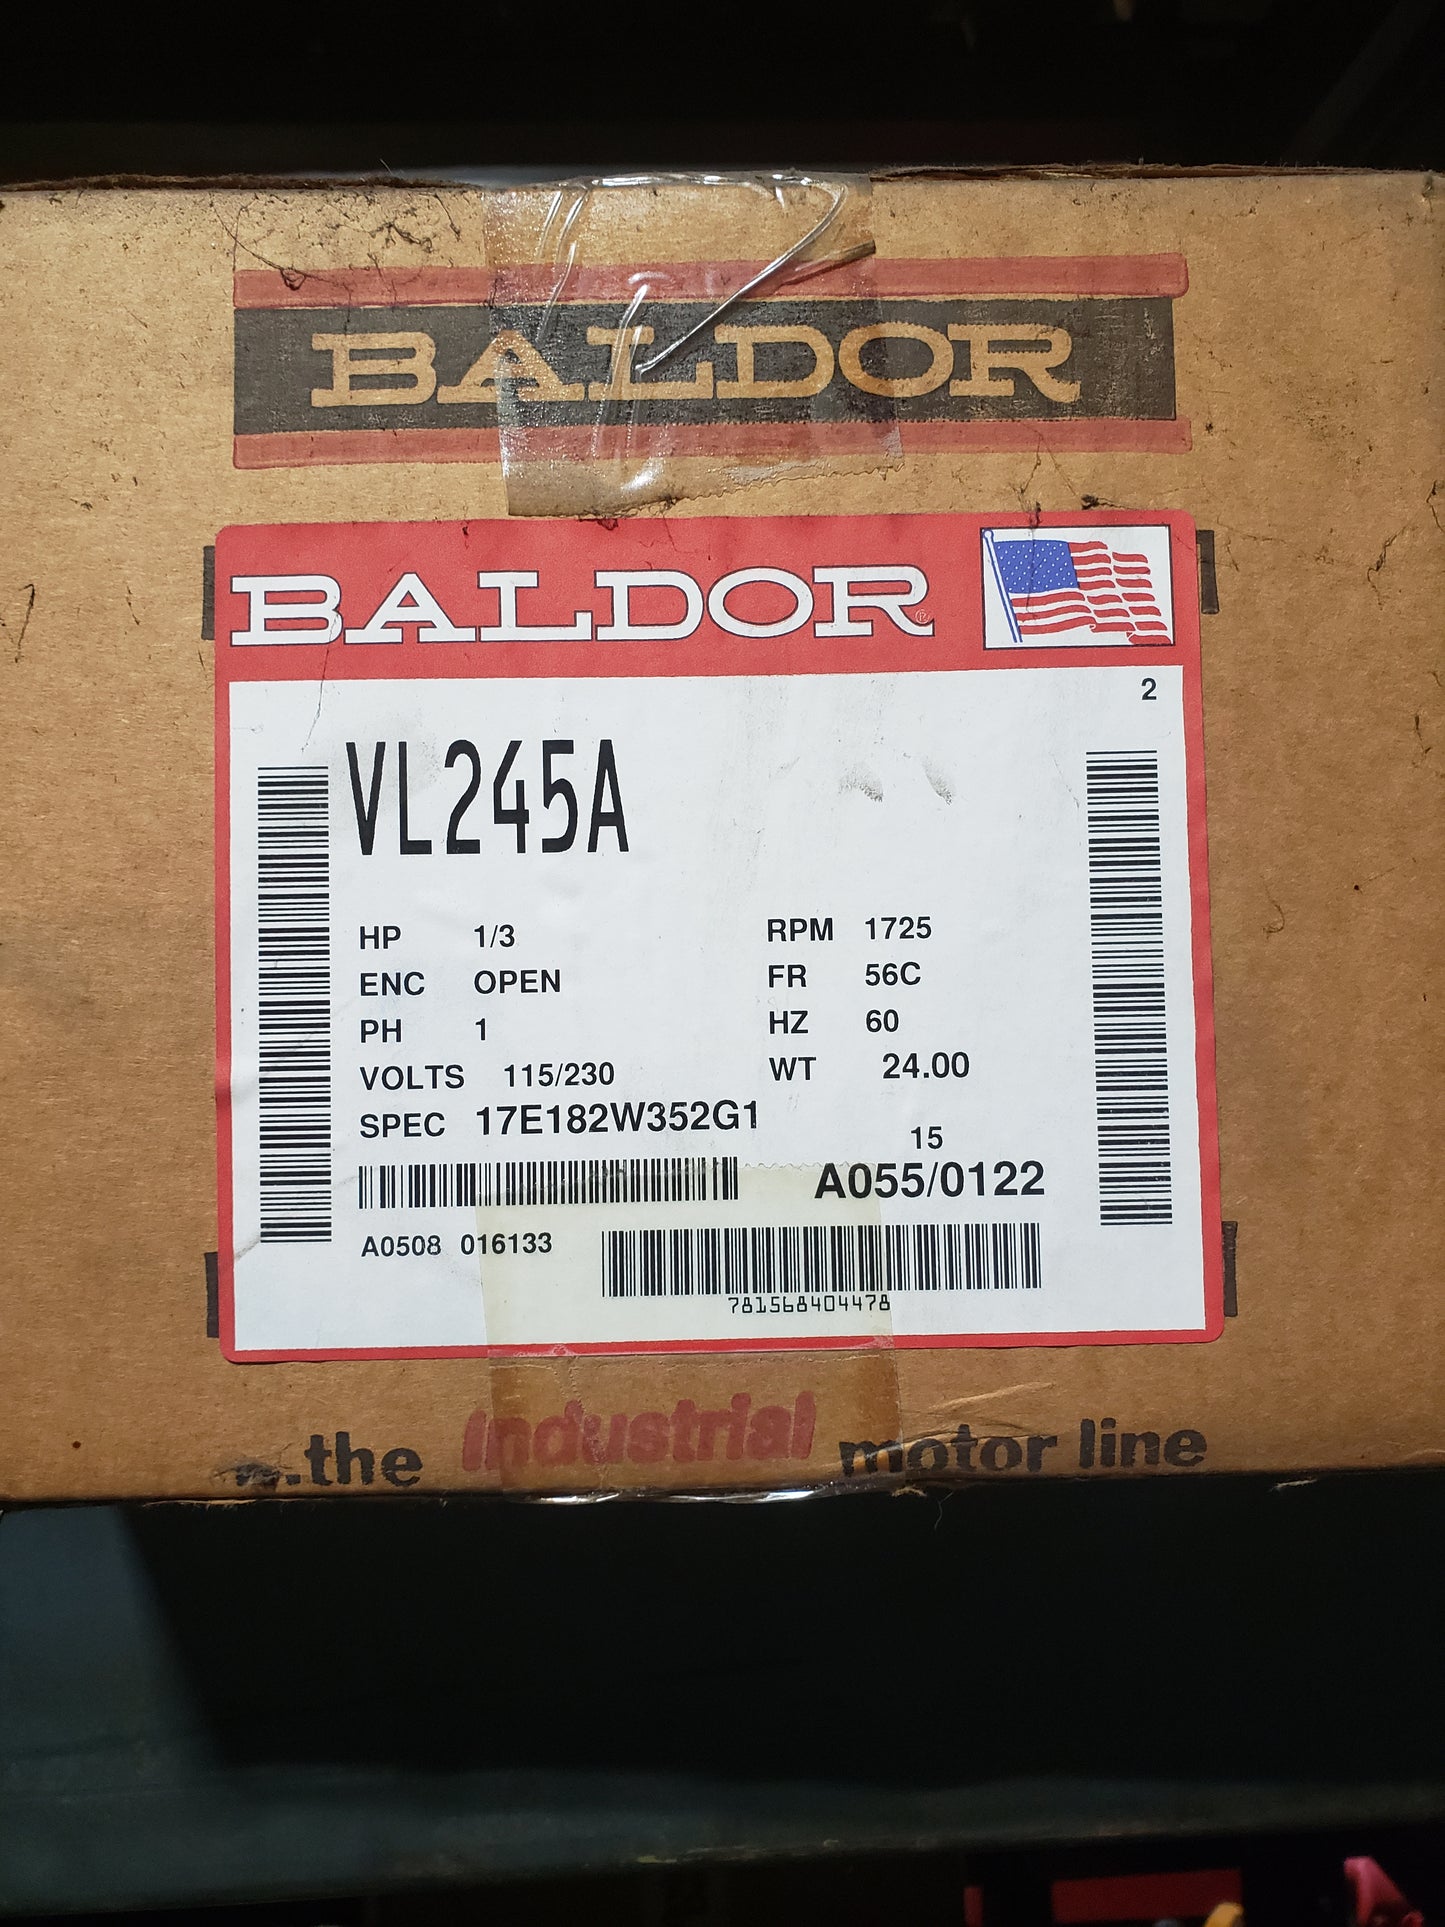 BALDOR
BALDOR®
2
VL245A
HP 1/3 RPM 1725
ENC OPEN FR 56C
PH 1 HZ 60
VOLTS 115/230 WT 24.00
SPEC 17E182W352G1
15
A055/0122
A0508 016133
781568404478
...the industrial motor line